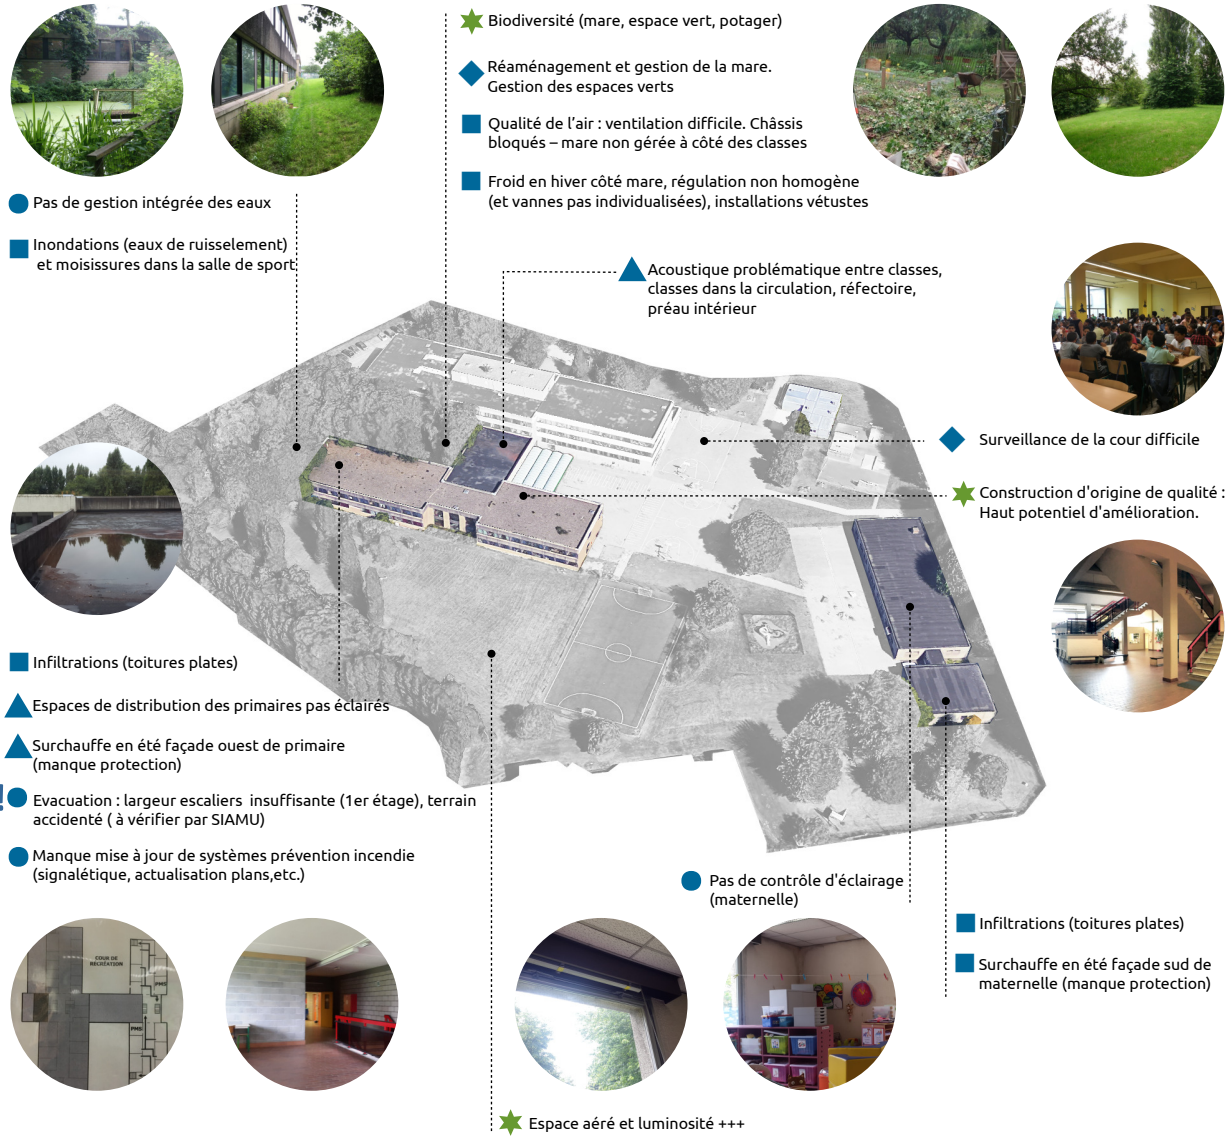 Biodiversité (mare, espace vert, potager)
Réaménagement et gestion de la mare.
Gestion des espaces verts
Qualité de l'air : ventilation difficile. Châssis
bloqués – mare non gérée à côté des classes
Froid en hiver côté mare, régulation non homogène
(et vannes pas individualisées), installations vétustes
Pas de gestion intégrée des eaux
Inondations (eaux de ruisselement)
et moisissures dans la salle de sport
Acoustique problématique entre classes,
classes dans la circulation, réfectoire,
préau intérieur
Surveillance de la cour difficile
Construction d'origine de qualité :
Haut potentiel d'amélioration.
Infiltrations (toitures plates)
Espaces de distribution des primaires pas éclairés
Surchauffe en été façade ouest de primaire
(manque protection)
! Evacuation : largeur escaliers insuffisante (1er étage), terrain
accidenté ( à vérifier par SIAMU)
Manque mise à jour de systèmes prévention incendie
(signalétique, actualisation plans,etc.)
Pas de contrôle d'éclairage
(maternelle)
Infiltrations (toitures plates)
Surchauffe en été façade sud de
maternelle (manque protection)
COUR DE
RÉCRÉATION
PMS
PMS
Espace aéré et luminosité +++